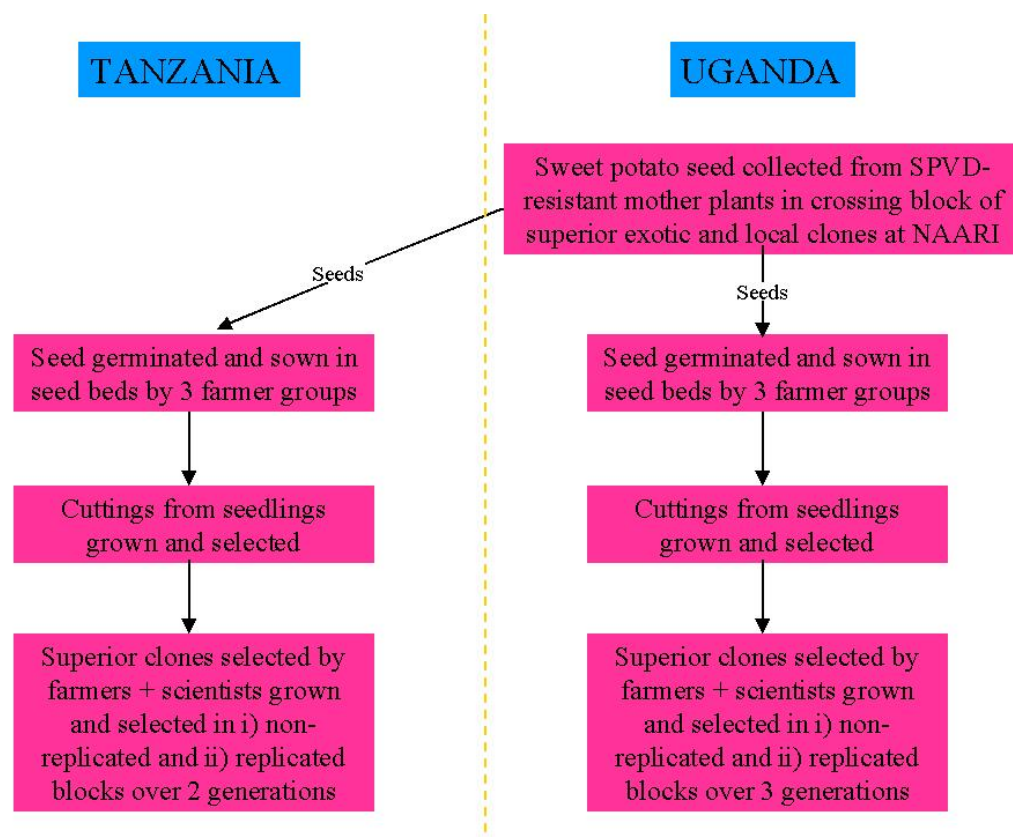 TANZANIA
UGANDA
Sweet potato seed collected from SPVD-
resistant mother plants in crossing block of
superior exotic and local clones at NAARI
Seeds
Seeds
Seed germinated and sown in
seed beds by 3 farmer groups
Seed germinated and sown in
seed beds by 3 farmer groups
Cuttings from seedlings
grown and selected
Cuttings from seedlings
grown and selected
Superior clones selected by
farmers + scientists grown
and selected in i) non-
replicated and ii) replicated
blocks over 2 generations
Superior clones selected by
farmers + scientists grown
and selected in i) non-
replicated and ii) replicated
blocks over 3 generations